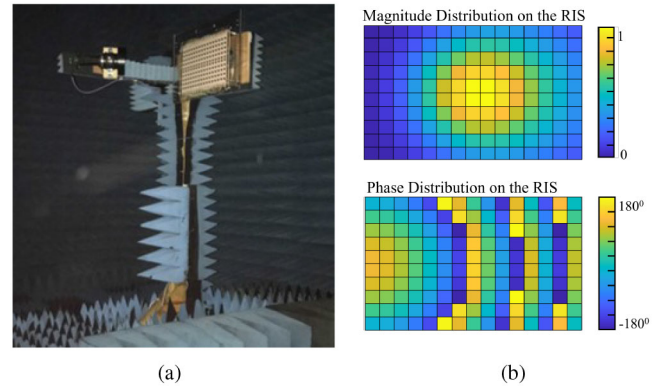 Magnitude Distribution on the RIS
1
0
Phase Distribution on the RIS
180⁰
-180⁰
(a)
(b)